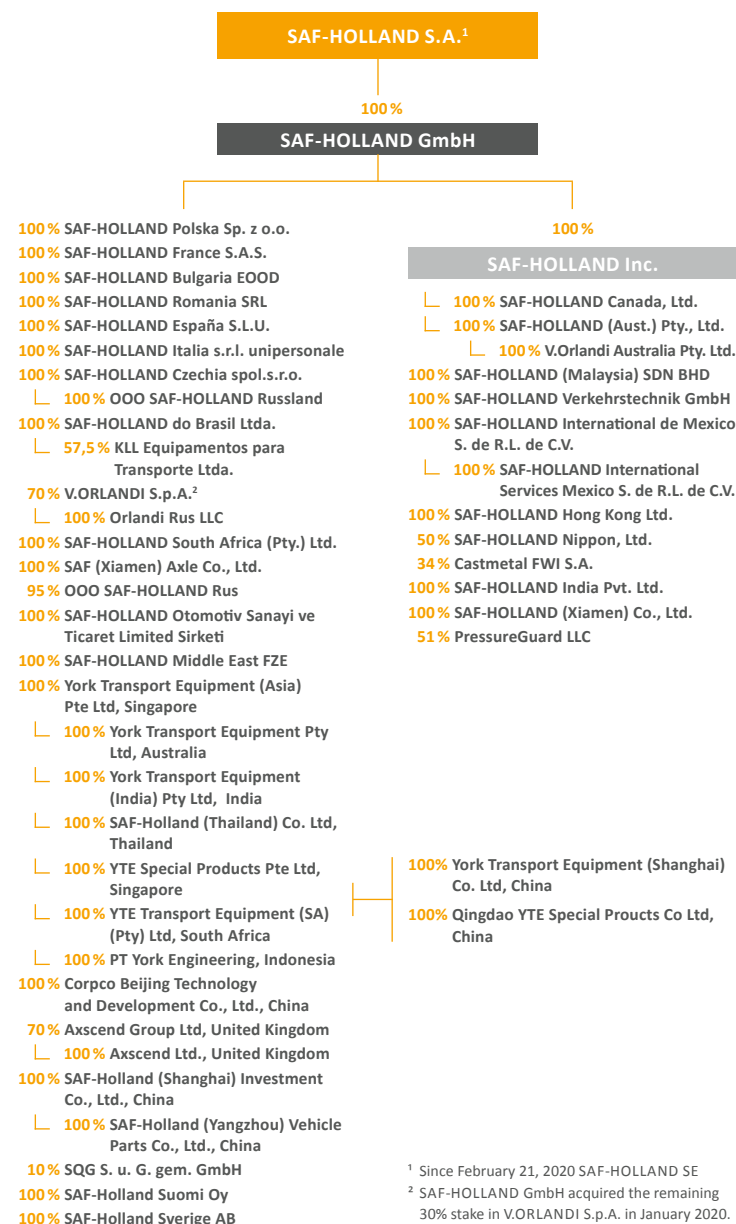 SAF-HOLLAND S.A.¹
100 %
SAF-HOLLAND GmbH
100 % SAF-HOLLAND Polska Sp. z o.o.
100 % SAF-HOLLAND France S.A.S.
100 % SAF-HOLLAND Bulgaria EOOD
100 % SAF-HOLLAND Romania SRL
100 % SAF-HOLLAND España S.L.U.
100 % SAF-HOLLAND Italia s.r.l. unipersonale
100 % SAF-HOLLAND Czechia spol.s.r.o.
100 % OOO SAF-HOLLAND Russland
100 % SAF-HOLLAND do Brasil Ltda.
57,5 % KLL Equipamentos para
Transporte Ltda.
70 % V.ORLANDI S.p.A.²
100 % Orlandi Rus LLC
100 % SAF-HOLLAND South Africa (Pty.) Ltd.
100 % SAF (Xiamen) Axle Co., Ltd.
95 % OOO SAF-HOLLAND Rus
100 % SAF-HOLLAND Otomotiv Sanayi ve
Ticaret Limited Sirketi
100 % SAF-HOLLAND Middle East FZE
100 % York Transport Equipment (Asia)
Pte Ltd, Singapore
100 % York Transport Equipment Pty
Ltd, Australia
100 % York Transport Equipment
(India) Pty Ltd, India
100 % SAF-Holland (Thailand) Co. Ltd,
Thailand
100 % YTE Special Products Pte Ltd,
Singapore
100 % YTE Transport Equipment (SA)
(Pty) Ltd, South Africa
100 % PT York Engineering, Indonesia
100 % Corpco Beijing Technology
and Development Co., Ltd., China
70 % Axscend Group Ltd, United Kingdom
100 % Axscend Ltd., United Kingdom
100 % SAF-Holland (Shanghai) Investment
Co., Ltd., China
100 % SAF-Holland (Yangzhou) Vehicle
Parts Co., Ltd., China
10 % SQG S. u. G. gem. GmbH
100 % SAF-Holland Suomi Oy
100 % SAF-Holland Sverige AB
100 %
SAF-HOLLAND Inc.
100 % SAF-HOLLAND Canada, Ltd.
100 % SAF-HOLLAND (Aust.) Pty., Ltd.
100 % V.Orlandi Australia Pty. Ltd.
100 % SAF-HOLLAND (Malaysia) SDN BHD
100 % SAF-HOLLAND Verkehrstechnik GmbH
100 % SAF-HOLLAND International de Mexico
S. de R.L. de C.V.
100 % SAF-HOLLAND International
Services Mexico S. de R.L. de C.V.
100 % SAF-HOLLAND Hong Kong Ltd.
50 % SAF-HOLLAND Nippon, Ltd.
34 % Castmetal FWI S.A.
100 % SAF-HOLLAND India Pvt. Ltd.
100 % SAF-HOLLAND (Xiamen) Co., Ltd.
51 % PressureGuard LLC
100% York Transport Equipment (Shanghai)
Co. Ltd, China
100% Qingdao YTE Special Proucts Co Ltd,
China
¹ Since February 21, 2020 SAF-HOLLAND SE
² SAF-HOLLAND GmbH acquired the remaining
30% stake in V.ORLANDI S.p.A. in January 2020.